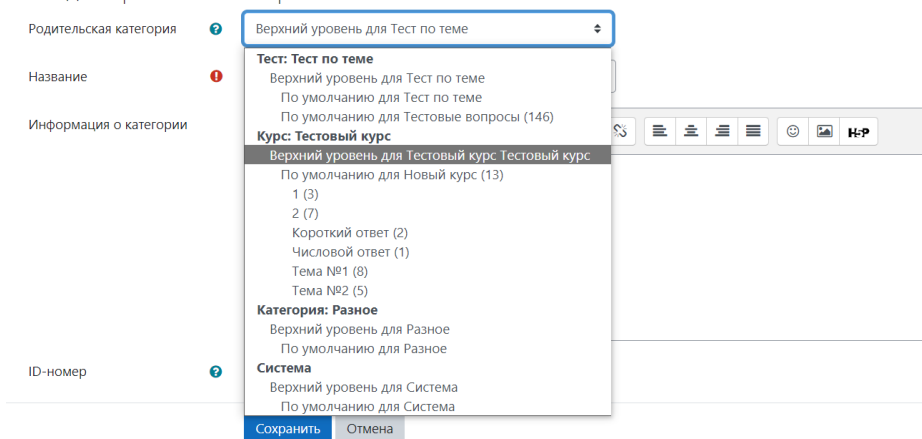 Родительская категория
Верхний уровень для Тест по теме
Тест: Тест по теме
Верхний уровень для Тест по теме
По умолчанию для Тест по теме
По умолчанию для Тестовые вопросы (146)
Курс: Тестовый курс
Верхний уровень для Тестовый курс Тестовый курс
По умолчанию для Новый курс (13)
1 (3)
2 (7)
Короткий ответ (2)
Числовой ответ (1)
Тема №1 (8)
Тема №2 (5)
Категория: Разное
Верхний уровень для Разное
По умолчанию для Разное
Система
Верхний уровень для Система
По умолчанию для Система
Название
Информация о категории
H-P
ID-номер
Сохранить Отмена